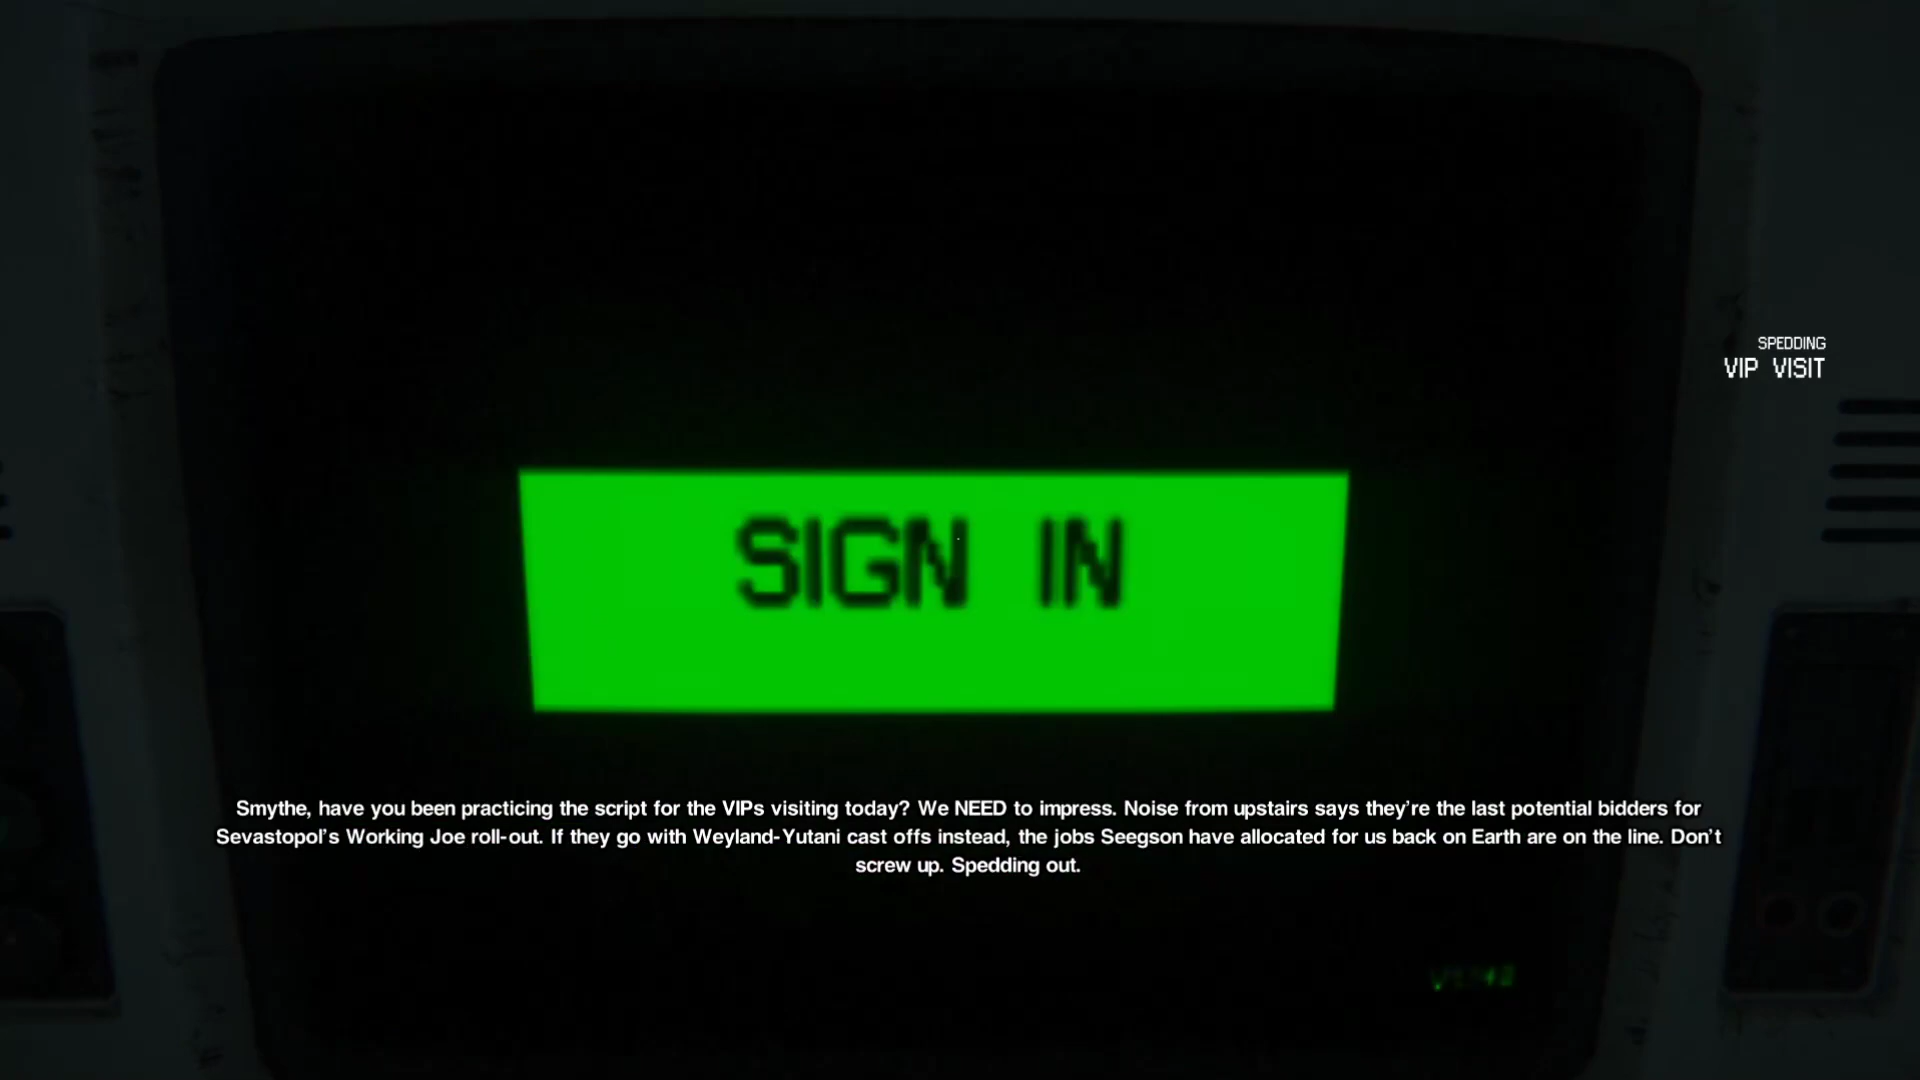 SPEDDING
VIP VISIT
SIGN IN
Smythe, have you been practicing the script for the VIPs visiting today? We NEED to impress. Noise from upstairs says they're the last potential bidders for
Sevastopol's Working Joe roll-out. If they go with Weyland-Yutani cast offs instead, the jobs Seegson have allocated for us back on Earth are on the line. Don't
screw up. Spedding out.